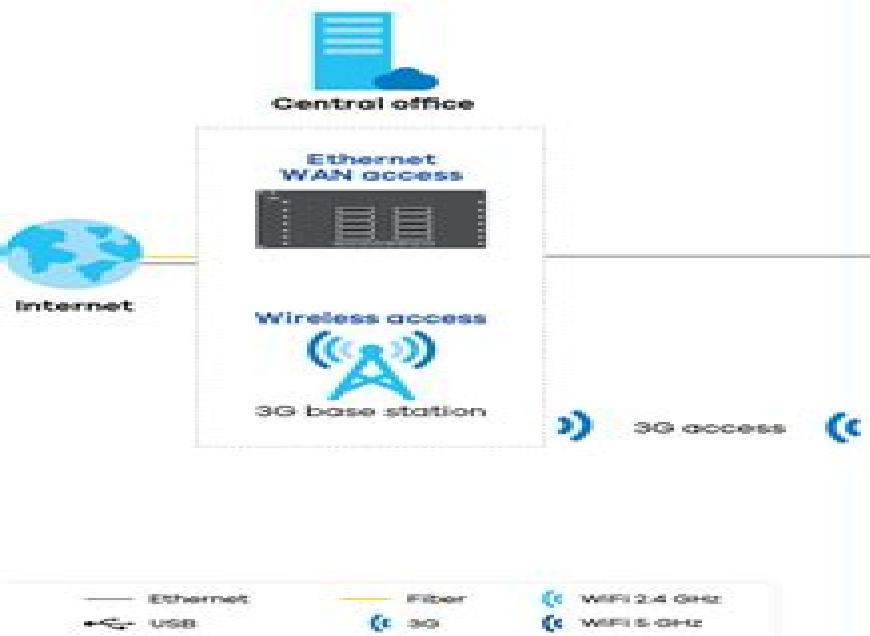 Central office
Ethernet
WAN access
Internet
Wireless access
3G base station
3G access
Ethernet
Fiber
WiFi 2.4 GHz
USB
3G
WiFi 5 GHz